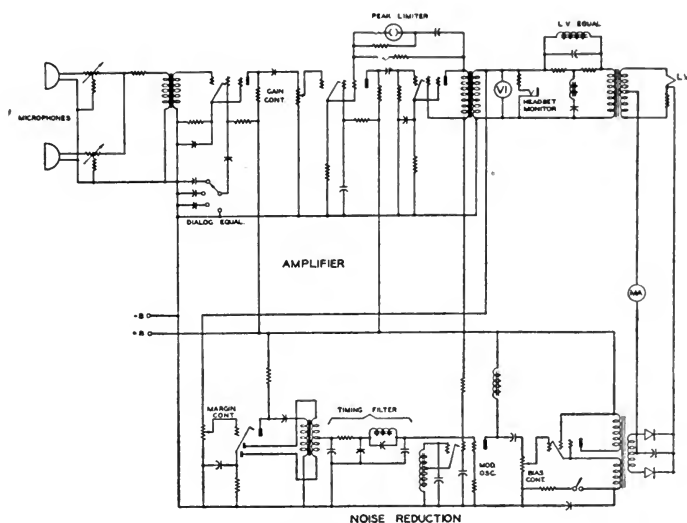 PEAK LIMITER
L.V. EQUAL
GAIN
CONT.
VI
HEADSET
MONITOR
L.V.
MICROPHONES
DIALOG EQUAL.
AMPLIFIER
MA
-B
+B
MARGIN
CONT.
TIMING FILTER
MOD.
OSC.
BIAS
CONT.
NOISE REDUCTION